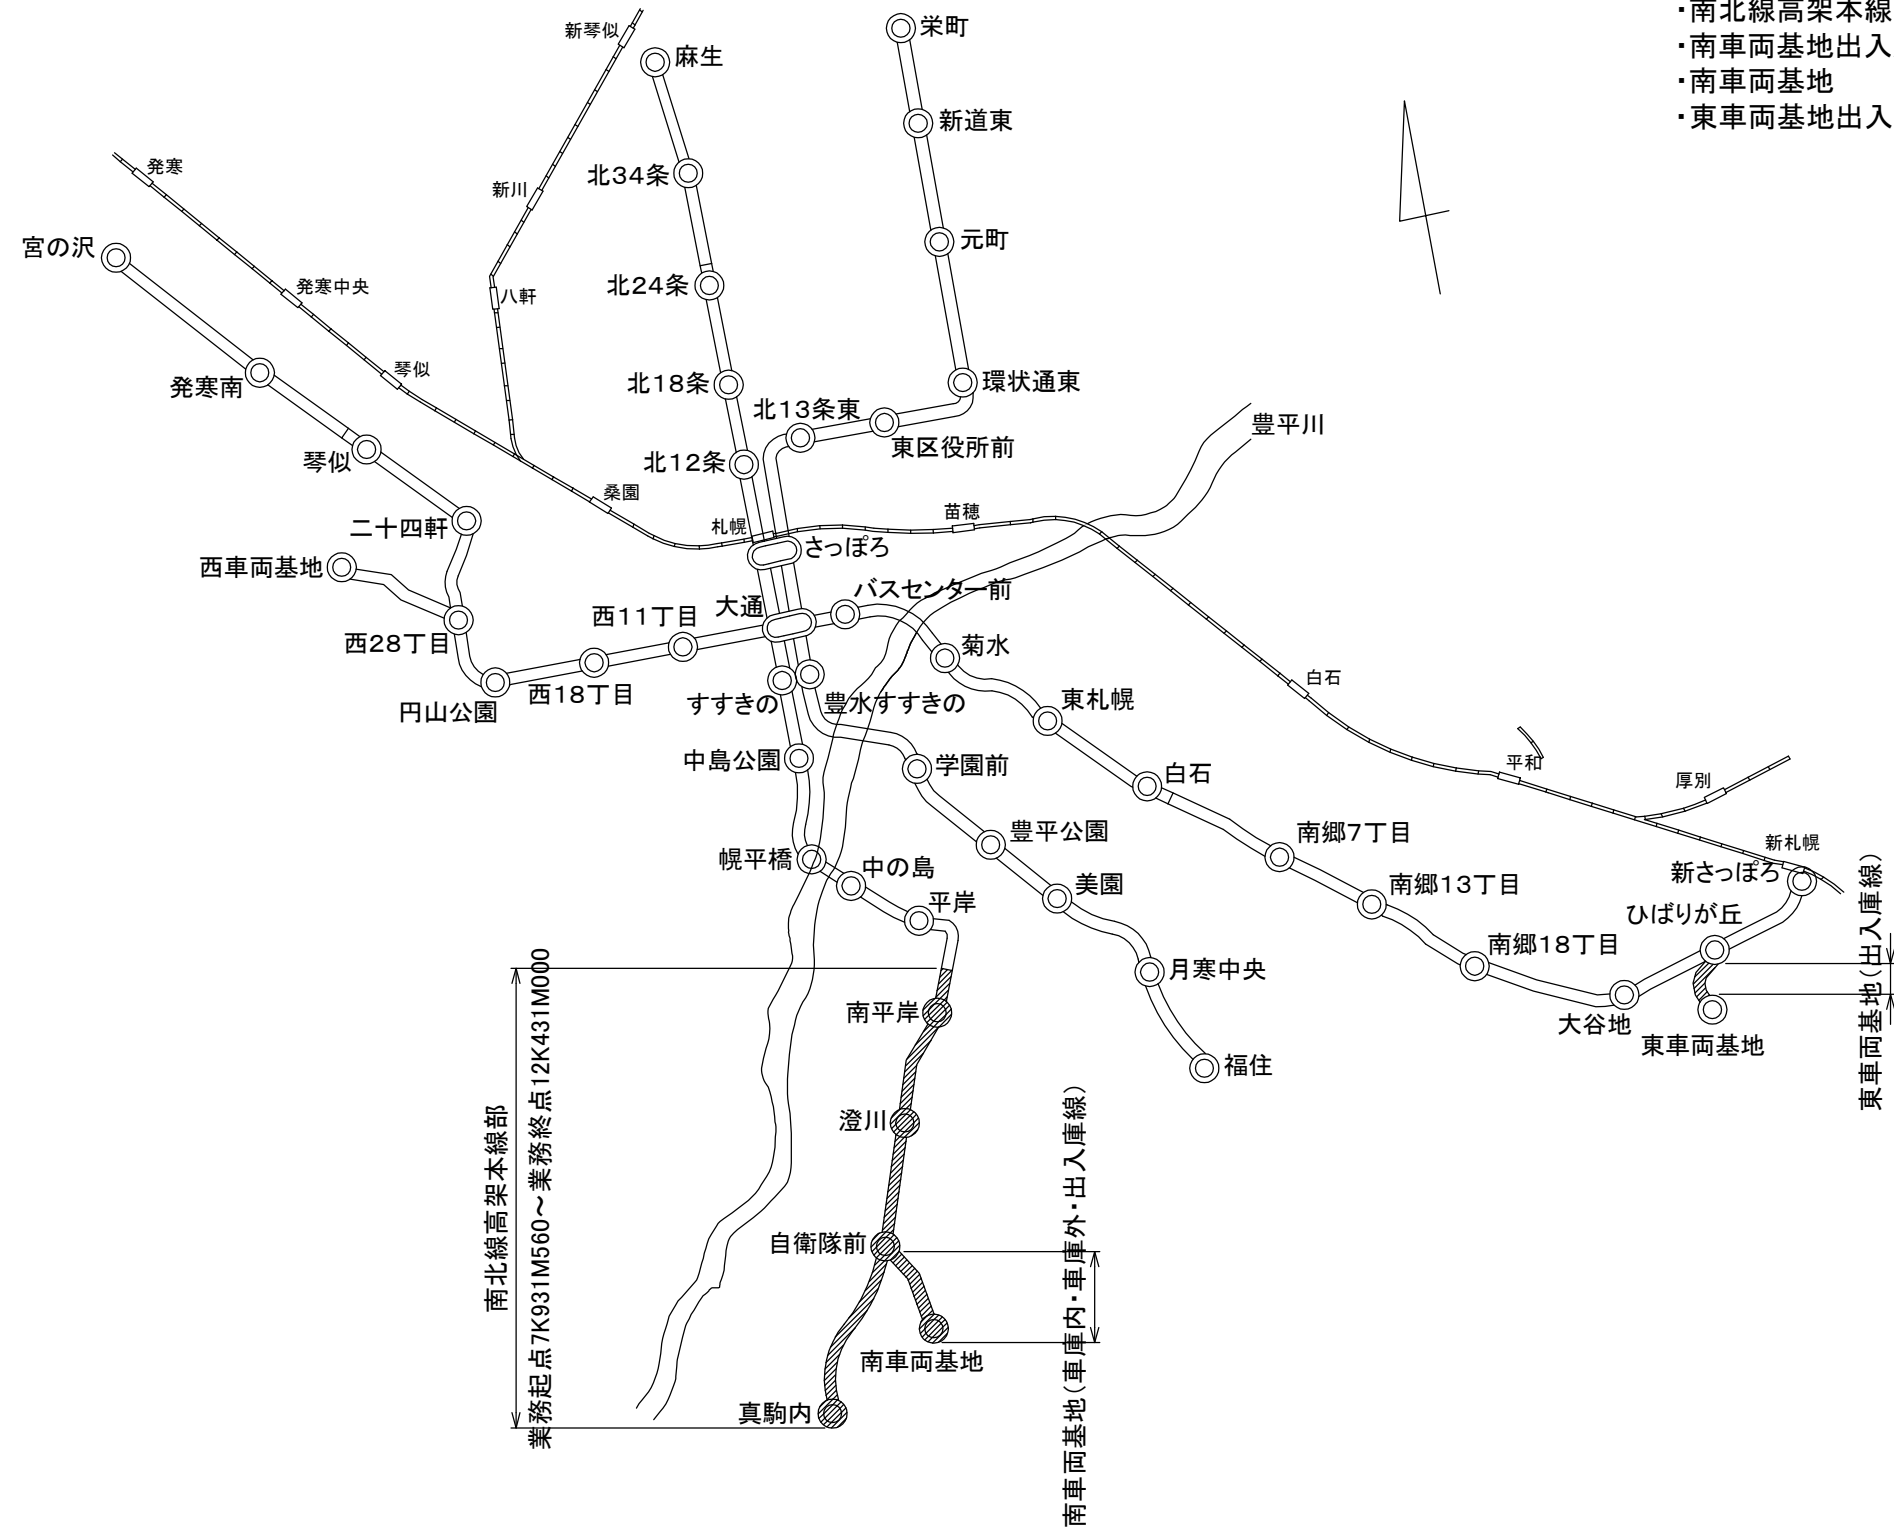 ・南北線高架本線
・南車両基地出入
・南車両基地
・東車両基地出入
新琴似
麻生
栄町
新道東
発寒
北34条
新川
宮の沢
元町
発寒中央
北24条
八軒
琴似
発寒南
北18条
環状通東
北13条東
豊平川
東区役所前
琴似
北12条
桑園
二十四軒
札幌
苗穂
さっぽろ
西車両基地
バスセンター前
大通
西11丁目
西28丁目
菊水
西18丁目
円山公園
すすきの
豊水すすきの
東札幌
白石
中島公園
学園前
白石
平和
厚別
豊平公園
南郷7丁目
新札幌
幌平橋
中の島
新さっぽろ
美園
南郷13丁目
平岸
ひばりが丘
南郷18丁目
月寒中央
南平岸
大谷地
東車両基地
東車両基地(出入庫線)
福住
澄川
南北線高架本線部
業務起点7K931M560～業務終点12K431M000
自衛隊前
南車両基地(車庫内・車庫外・出入庫線)
南車両基地
真駒内